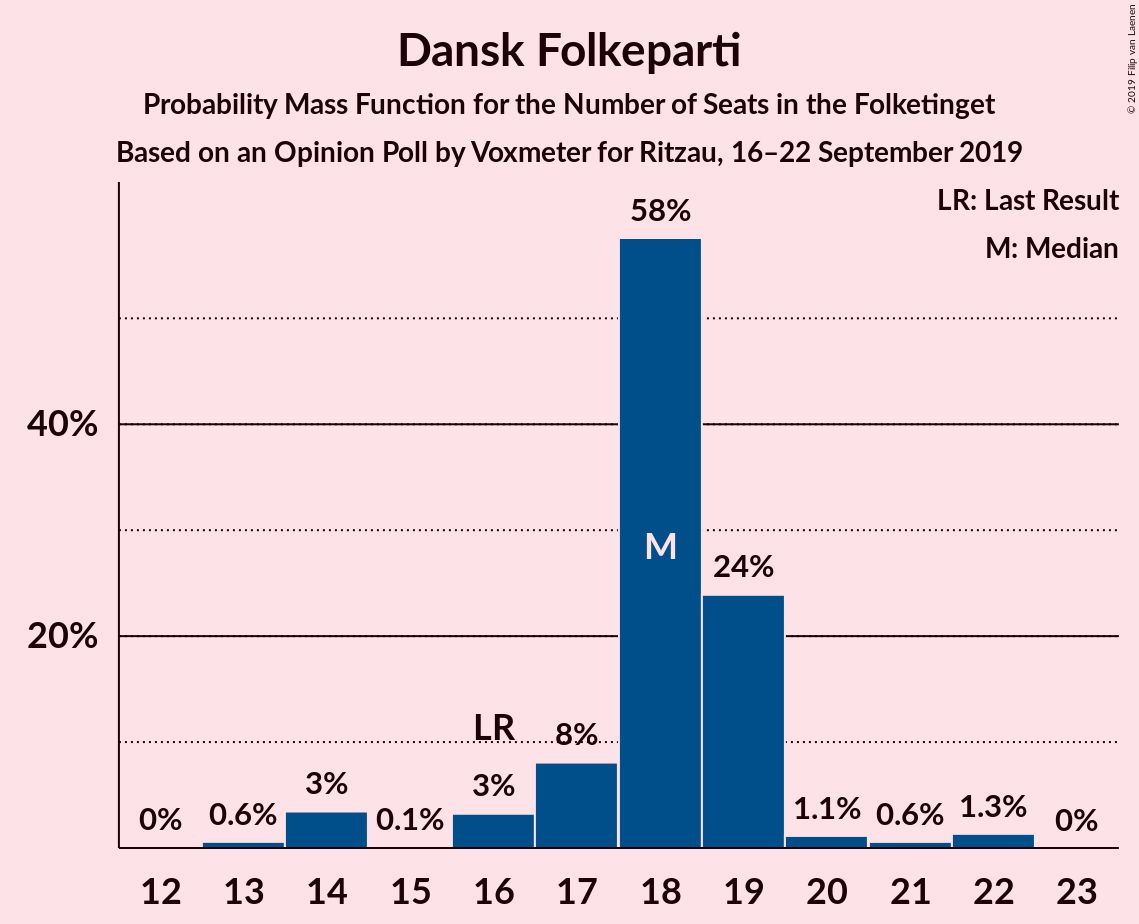 Dansk Folkeparti
Probability Mass Function for the Number of Seats in the Folketinget
Based on an Opinion Poll by Voxmeter for Ritzau, 16–22 September 2019
© 2019 Filip van Laenen
LR: Last Result
M: Median
58%
40%
M
24%
20%
LR
8%
0%
0.6%
3%
0.1%
3%
1.1%
0.6%
1.3%
0%
12 13 14 15 16 17 18 19 20 21 22 23